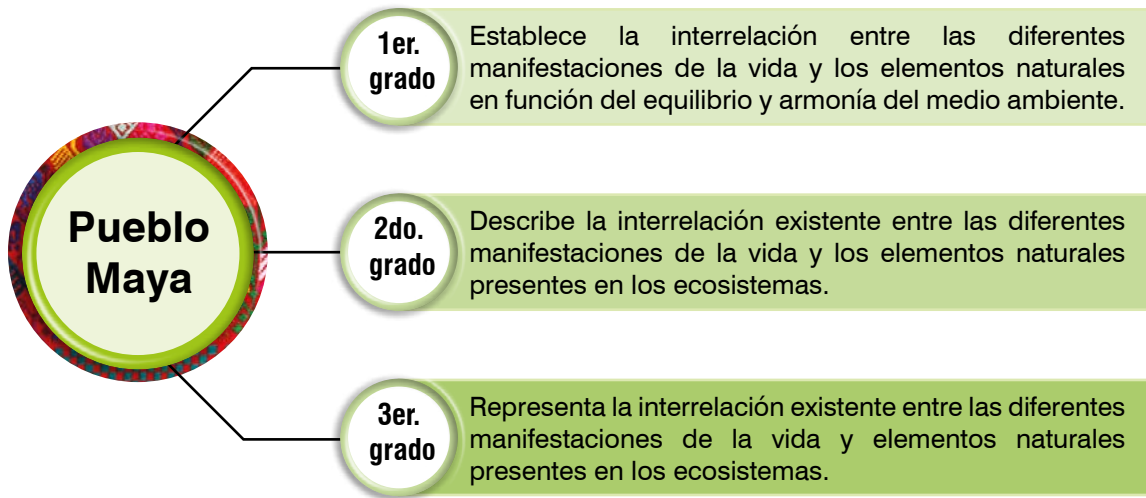 Pueblo
Maya
1er.
grado
Establece la interrelación entre las diferentes
manifestaciones de la vida y los elementos naturales
en función del equilibrio y armonía del medio ambiente.
2do.
grado
Describe la interrelación existente entre las diferentes
manifestaciones de la vida y los elementos naturales
presentes en los ecosistemas.
3er.
grado
Representa la interrelación existente entre las diferentes
manifestaciones de la vida y elementos naturales
presentes en los ecosistemas.